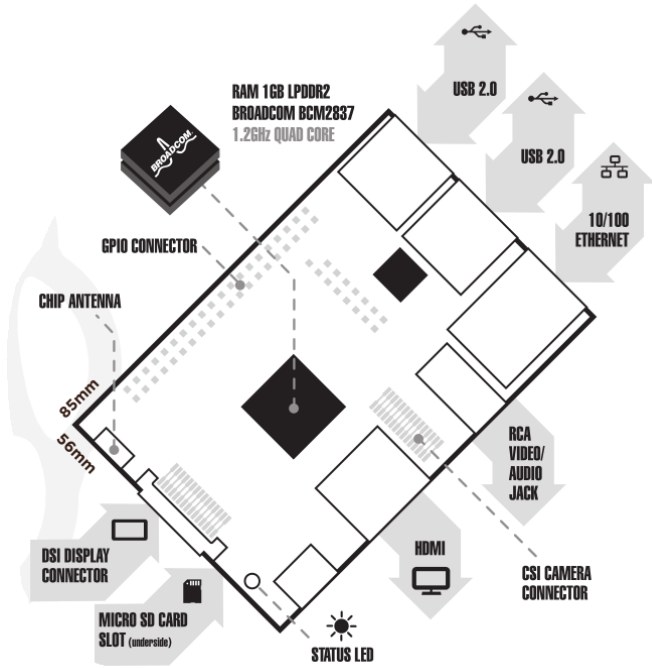 USB 2.0
RAM 1GB LPDDR2
BROADCOM BCM2837
1.2GHz QUAD CORE
BROADCOM
USB 2.0
10/100
ETHERNET
GPIO CONNECTOR
CHIP ANTENNA
85mm
56mm
RCA
VIDEO/
AUDIO
JACK
DSI DISPLAY
CONNECTOR
HDMI
CSI CAMERA
CONNECTOR
MICRO SD CARD
SLOT (underside)
STATUS LED